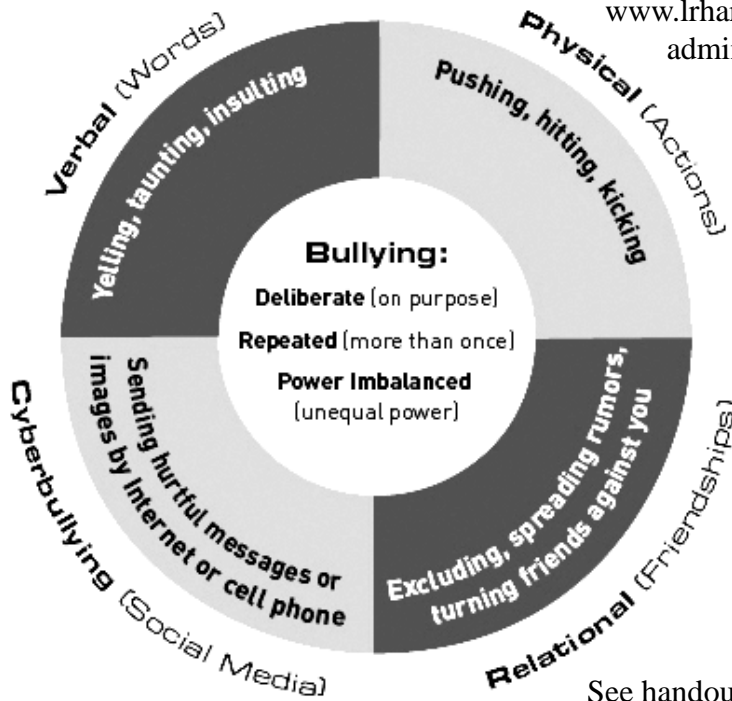 www.lrhar
admi
Verbal (Words)
Yelling, taunting, insulting
Physical (Actions)
Pushing, hitting, kicking
Bullying:
Deliberate (on purpose)
Repeated (more than once)
Power Imbalanced
(unequal power)
Cyberbullying (Social Media)
Sending hurtful messages or
images by Internet or cell phone
Relational (Friendships)
Excluding, spreading rumors,
turning friends against you
See handou